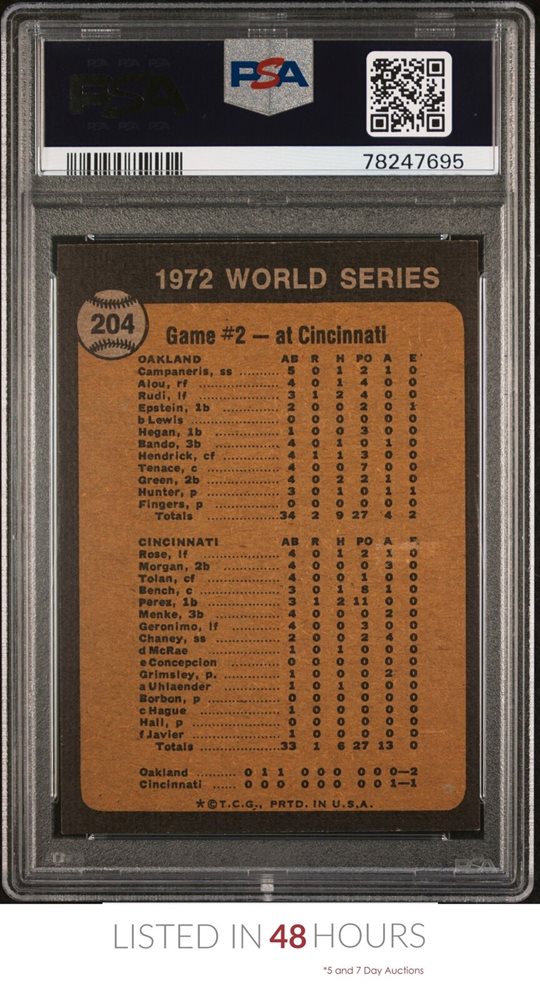 PSA
78247695
1972 WORLD SERIES
204
Game #2 — at Cincinnati
OAKLAND AB R H PO A E
Campaneris, ss .......... 5 0 1 2 1 0
Alou, rf .......... 4 0 1 4 0 0
Rudi, lf .......... 3 1 2 4 0 0
Epstein, 1b .......... 2 0 0 2 0 1
b Lewis .......... 0 0 0 0 0 0
Hegan, 1b .......... 1 0 0 3 0 0
Bando, 3b .......... 4 0 1 0 1 0
Hendrick, cf .......... 4 1 1 3 0 0
Tenace, c .......... 4 0 0 7 0 0
Green, 2b .......... 4 0 2 2 1 0
Hunter, p .......... 3 0 1 0 1 1
Fingers, p .......... 0 0 0 0 0 0
Totals .......... 34 2 9 27 4 2
CINCINNATI AB R H PO A E
Rose, lf .......... 4 0 1 2 1 0
Morgan, 2b .......... 4 0 0 0 3 0
Tolan, cf .......... 4 0 0 1 0 0
Bench, c .......... 3 0 1 8 1 0
Perez, 1b .......... 3 1 2 11 0 0
Menke, 3b .......... 4 0 0 0 2 0
Geronimo, lf .......... 4 0 0 3 0 0
Chaney, ss .......... 2 0 0 2 4 0
d McRae .......... 1 0 1 0 0 0
e Concepcion .......... 0 0 0 0 0 0
Grimsley, p. .......... 1 0 0 0 2 0
a Uhlaender .......... 1 0 1 0 0 0
Borbon, p .......... 0 0 0 0 0 0
c Hague .......... 1 0 0 0 0 0
Hall, p .......... 0 0 0 0 0 0
f Javier .......... 1 0 0 0 0 0
Totals .......... 33 1 6 27 13 0
Oakland .......... 0 1 1 0 0 0 0 0 0—2
Cincinnati ...... 0 0 0 0 0 0 0 0 1—1
*©T.C.G., PRTD. IN U.S.A.
PSA
LISTED IN 48 HOURS
*5 and 7 Day Auctions